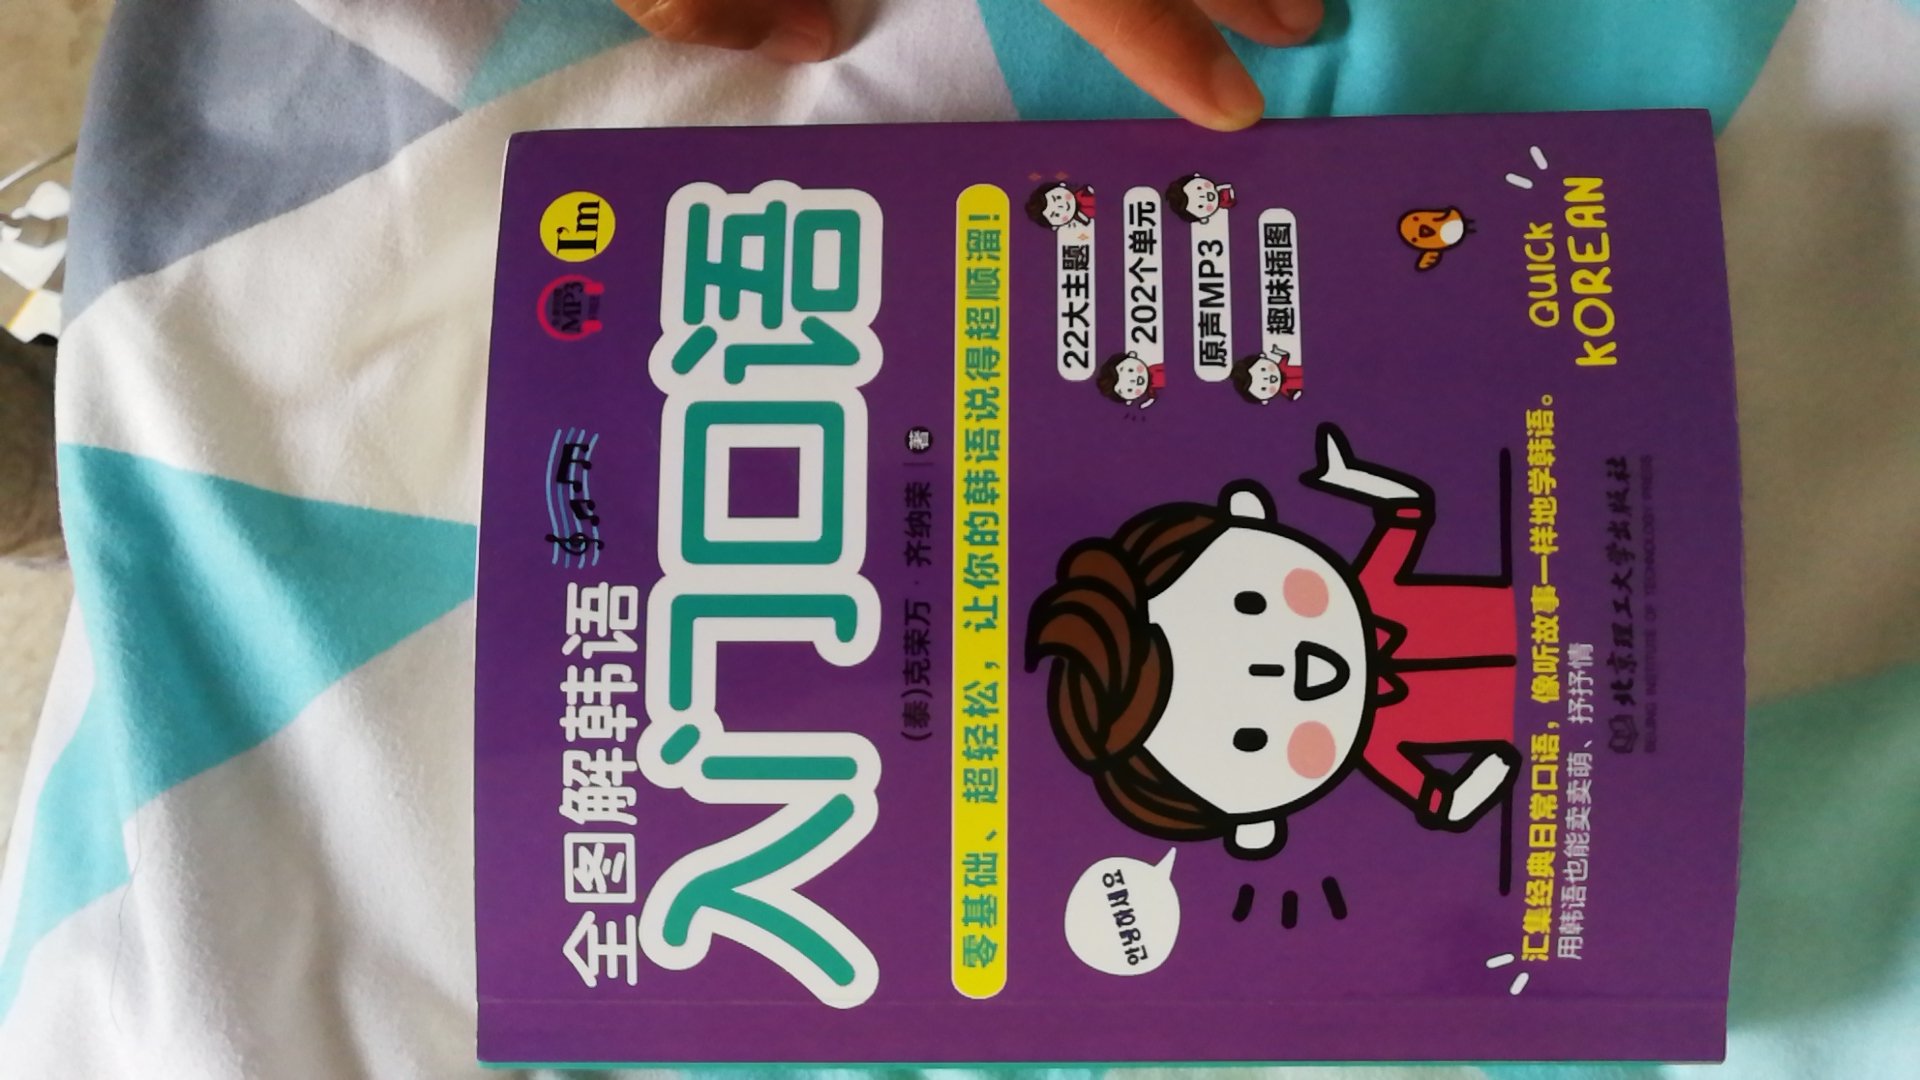 I'm
MP3
全图解韩语
入门口语
(泰)克荣万·齐纳荣 著
零基础、超轻松，让你的韩语说得超顺溜！
22大主题
202个单元
原声MP3
趣味插图
안녕하세요
QUICK
KOREAN
汇集经典日常口语，像听故事一样地学韩语。
用韩语也能卖卖萌、抒抒情
北京理工大学出版社
BEIJING INSTITUTE OF TECHNOLOGY PRESS